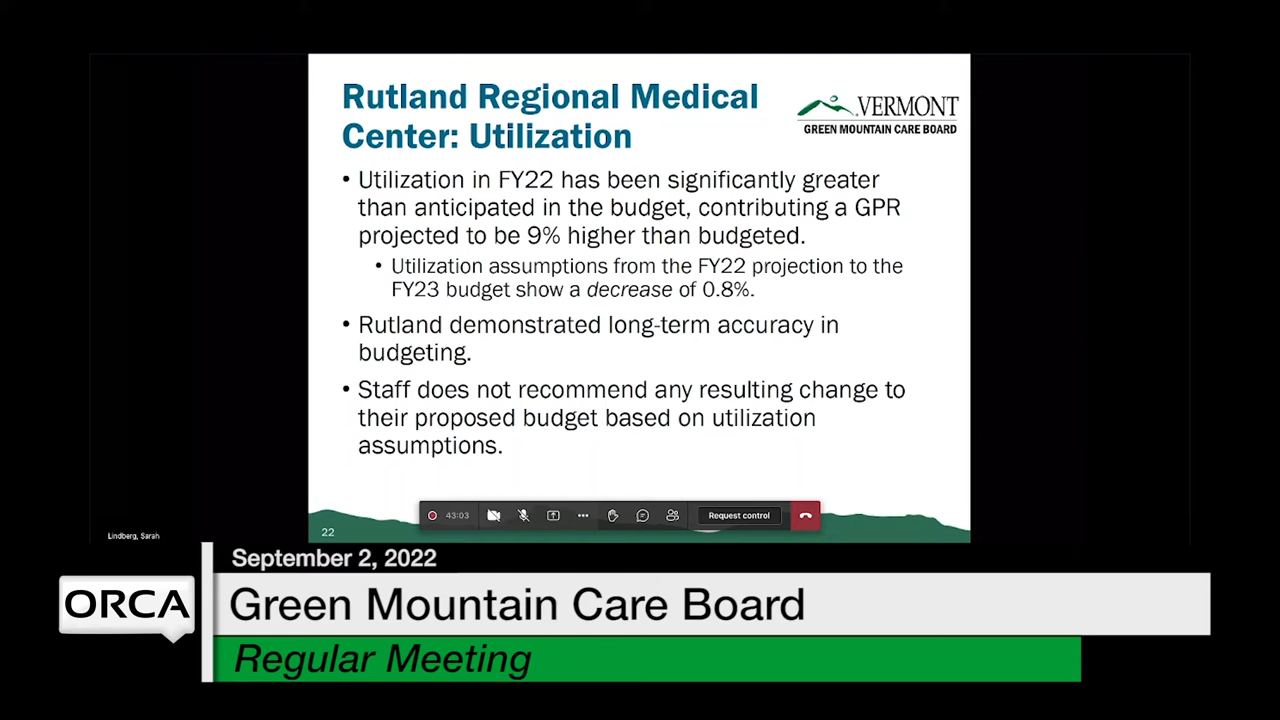 Rutland Regional Medical
Center: Utilization
VERMONT
GREEN MOUNTAIN CARE BOARD
• Utilization in FY22 has been significantly greater
than anticipated in the budget, contributing a GPR
projected to be 9% higher than budgeted.
• Utilization assumptions from the FY22 projection to the
FY23 budget show a decrease of 0.8%.
• Rutland demonstrated long-term accuracy in
budgeting.
• Staff does not recommend any resulting change to
their proposed budget based on utilization
assumptions.
43:03
Request control
22
Lindberg, Sarah
September 2, 2022
ORCA
Green Mountain Care Board
Regular Meeting